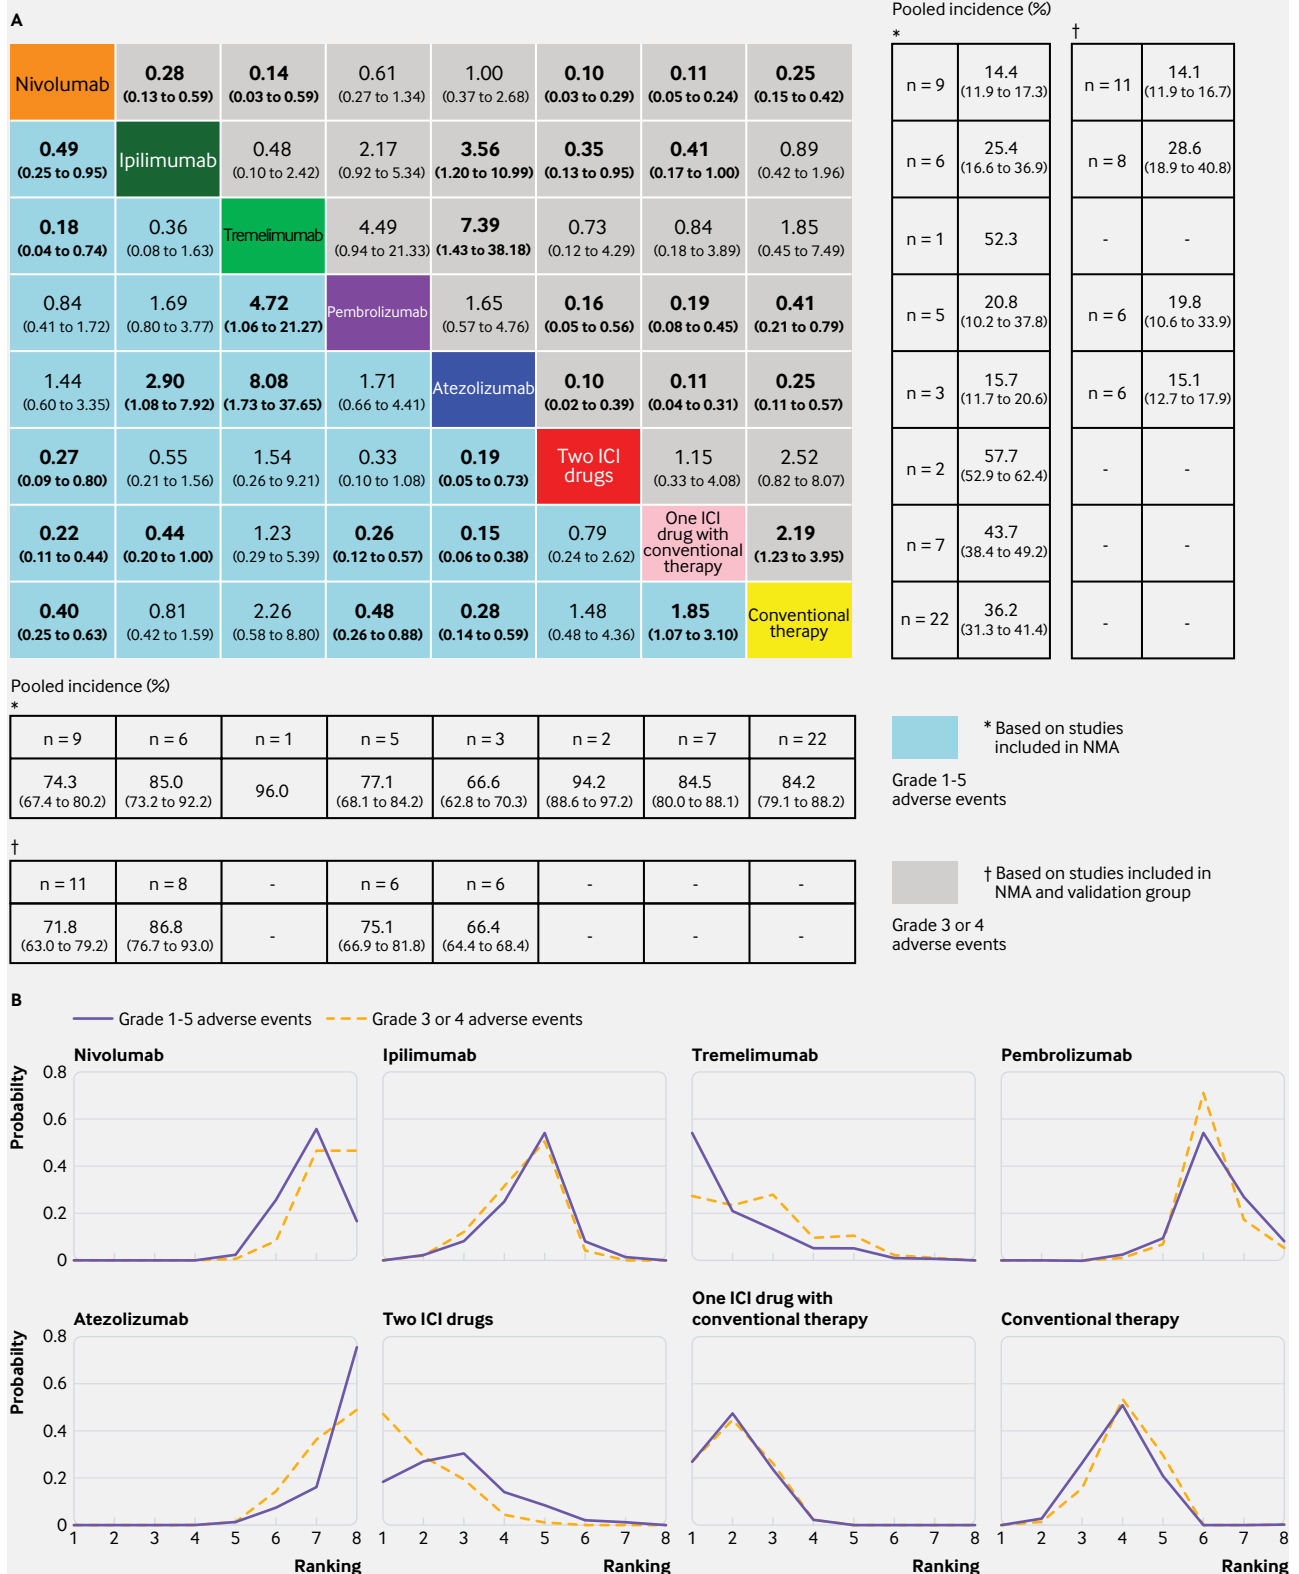 A
Pooled incidence (%)
* †
Nivolumab 0.28 0.14 0.61 1.00 0.10 0.11 0.25 n = 9 14.4 n = 11 14.1
(0.13 to 0.59) (0.03 to 0.59) (0.27 to 1.34) (0.37 to 2.68) (0.03 to 0.29) (0.05 to 0.24) (0.15 to 0.42) (11.9 to 17.3) (11.9 to 16.7)
0.49 Ipilimumab 0.48 2.17 3.56 0.35 0.41 0.89 n = 6 25.4 n = 8 28.6
(0.25 to 0.95) (0.10 to 2.42) (0.92 to 5.34) (1.20 to 10.99) (0.13 to 0.95) (0.17 to 1.00) (0.42 to 1.96) (16.6 to 36.9) (18.9 to 40.8)
0.18 0.36 Tremelimumab 4.49 7.39 0.73 0.84 1.85 n = 1 52.3 - -
(0.04 to 0.74) (0.08 to 1.63) (0.94 to 21.33) (1.43 to 38.18) (0.12 to 4.29) (0.18 to 3.89) (0.45 to 7.49)
0.84 1.69 4.72 Pembrolizumab 1.65 0.16 0.19 0.41 n = 5 20.8 n = 6 19.8
(0.41 to 1.72) (0.80 to 3.77) (1.06 to 21.27) (0.57 to 4.76) (0.05 to 0.56) (0.08 to 0.45) (0.21 to 0.79) (10.2 to 37.8) (10.6 to 33.9)
1.44 2.90 8.08 1.71 Atezolizumab 0.10 0.11 0.25 n = 3 15.7 n = 6 15.1
(0.60 to 3.35) (1.08 to 7.92) (1.73 to 37.65) (0.66 to 4.41) (0.02 to 0.39) (0.04 to 0.31) (0.11 to 0.57) (11.7 to 20.6) (12.7 to 17.9)
0.27 0.55 1.54 0.33 0.19 Two ICI drugs 1.15 2.52 n = 2 57.7 - -
(0.09 to 0.80) (0.21 to 1.56) (0.26 to 9.21) (0.10 to 1.08) (0.05 to 0.73) (0.33 to 4.08) (0.82 to 8.07) (52.9 to 62.4)
0.22 0.44 1.23 0.26 0.15 0.79 One ICI drug with conventional therapy 2.19 n = 7 43.7 - -
(0.11 to 0.44) (0.20 to 1.00) (0.29 to 5.39) (0.12 to 0.57) (0.06 to 0.38) (0.24 to 2.62) (1.23 to 3.95) (38.4 to 49.2)
0.40 0.81 2.26 0.48 0.28 1.48 1.85 Conventional therapy n = 22 36.2 - -
(0.25 to 0.63) (0.42 to 1.59) (0.58 to 8.80) (0.26 to 0.88) (0.14 to 0.59) (0.48 to 4.36) (1.07 to 3.10) (31.3 to 41.4)
Pooled incidence (%)
*
n = 9 n = 6 n = 1 n = 5 n = 3 n = 2 n = 7 n = 22
74.3 85.0 96.0 77.1 66.6 94.2 84.5 84.2
(67.4 to 80.2) (73.2 to 92.2) (68.1 to 84.2) (62.8 to 70.3) (88.6 to 97.2) (80.0 to 88.1) (79.1 to 88.2)
* Based on studies
included in NMA
Grade 1-5
adverse events
†
n = 11 n = 8 - n = 6 n = 6 - - -
71.8 86.8 - 75.1 66.4 - - -
(63.0 to 79.2) (76.7 to 93.0) (66.9 to 81.8) (64.4 to 68.4)
† Based on studies included in
NMA and validation group
Grade 3 or 4
adverse events
B
Grade 1-5 adverse events Grade 3 or 4 adverse events
Nivolumab Ipilimumab Tremelimumab Pembrolizumab
Probabilty
0.8
0.6
0.4
0.2
0
Atezolizumab Two ICI drugs One ICI drug with conventional therapy Conventional therapy
Probabilty
0.8
0.6
0.4
0.2
0
1 2 3 4 5 6 7 8 1 2 3 4 5 6 7 8 1 2 3 4 5 6 7 8 1 2 3 4 5 6 7 8
Ranking Ranking Ranking Ranking